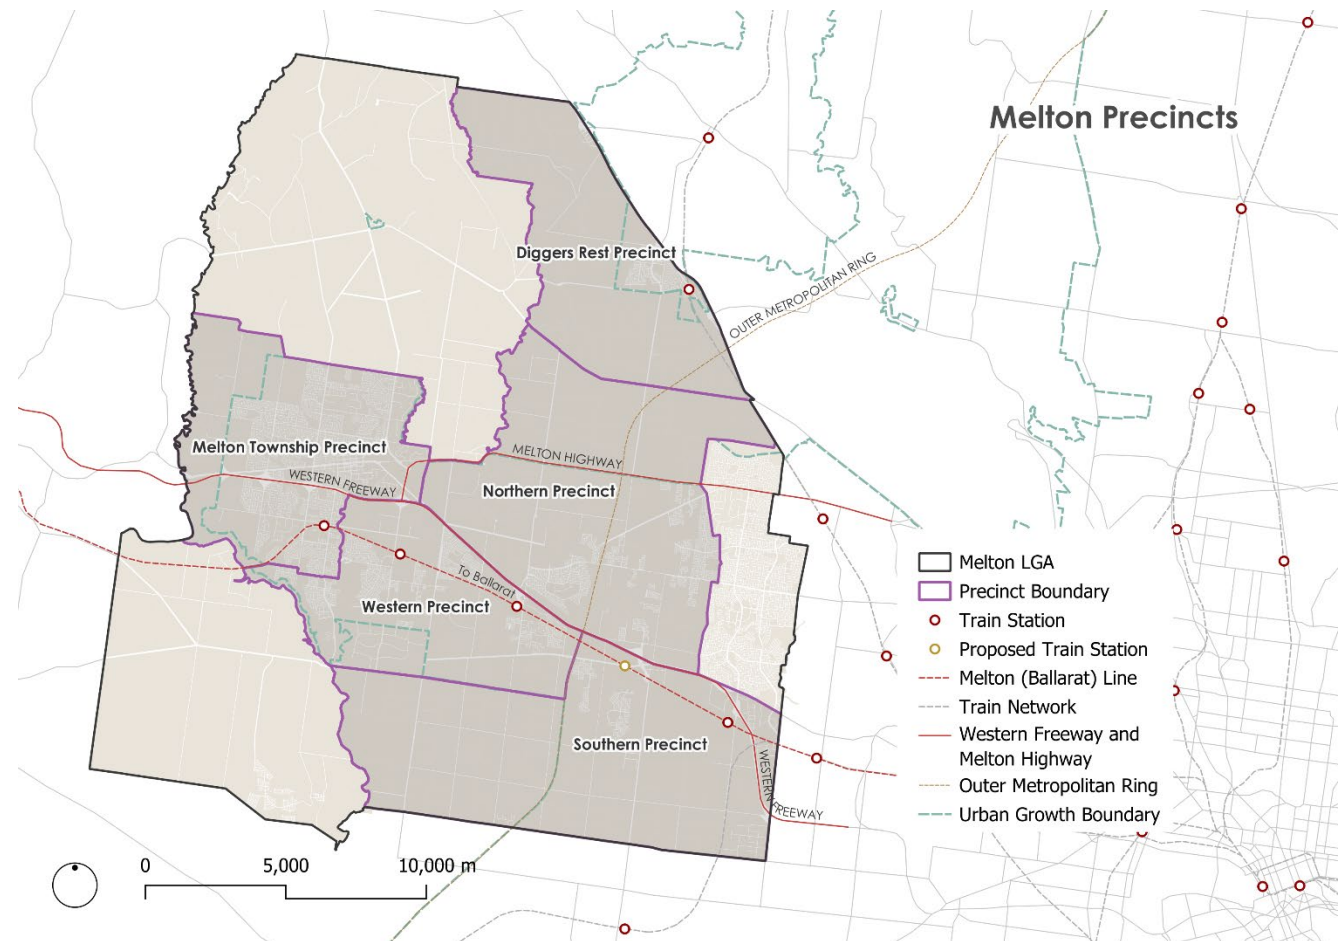 Melton Precincts
Diggers Rest Precinct
OUTER METROPOLITAN RING
Melton Township Precinct
MELTON HIGHWAY
WESTERN FREEWAY
Northern Precinct
To Ballarat
Western Precinct
Southern Precinct
WESTERN FREEWAY
Melton LGA
Precinct Boundary
Train Station
Proposed Train Station
Melton (Ballarat) Line
Train Network
Western Freeway and
Melton Highway
Outer Metropolitan Ring
Urban Growth Boundary
0 5,000 10,000 m